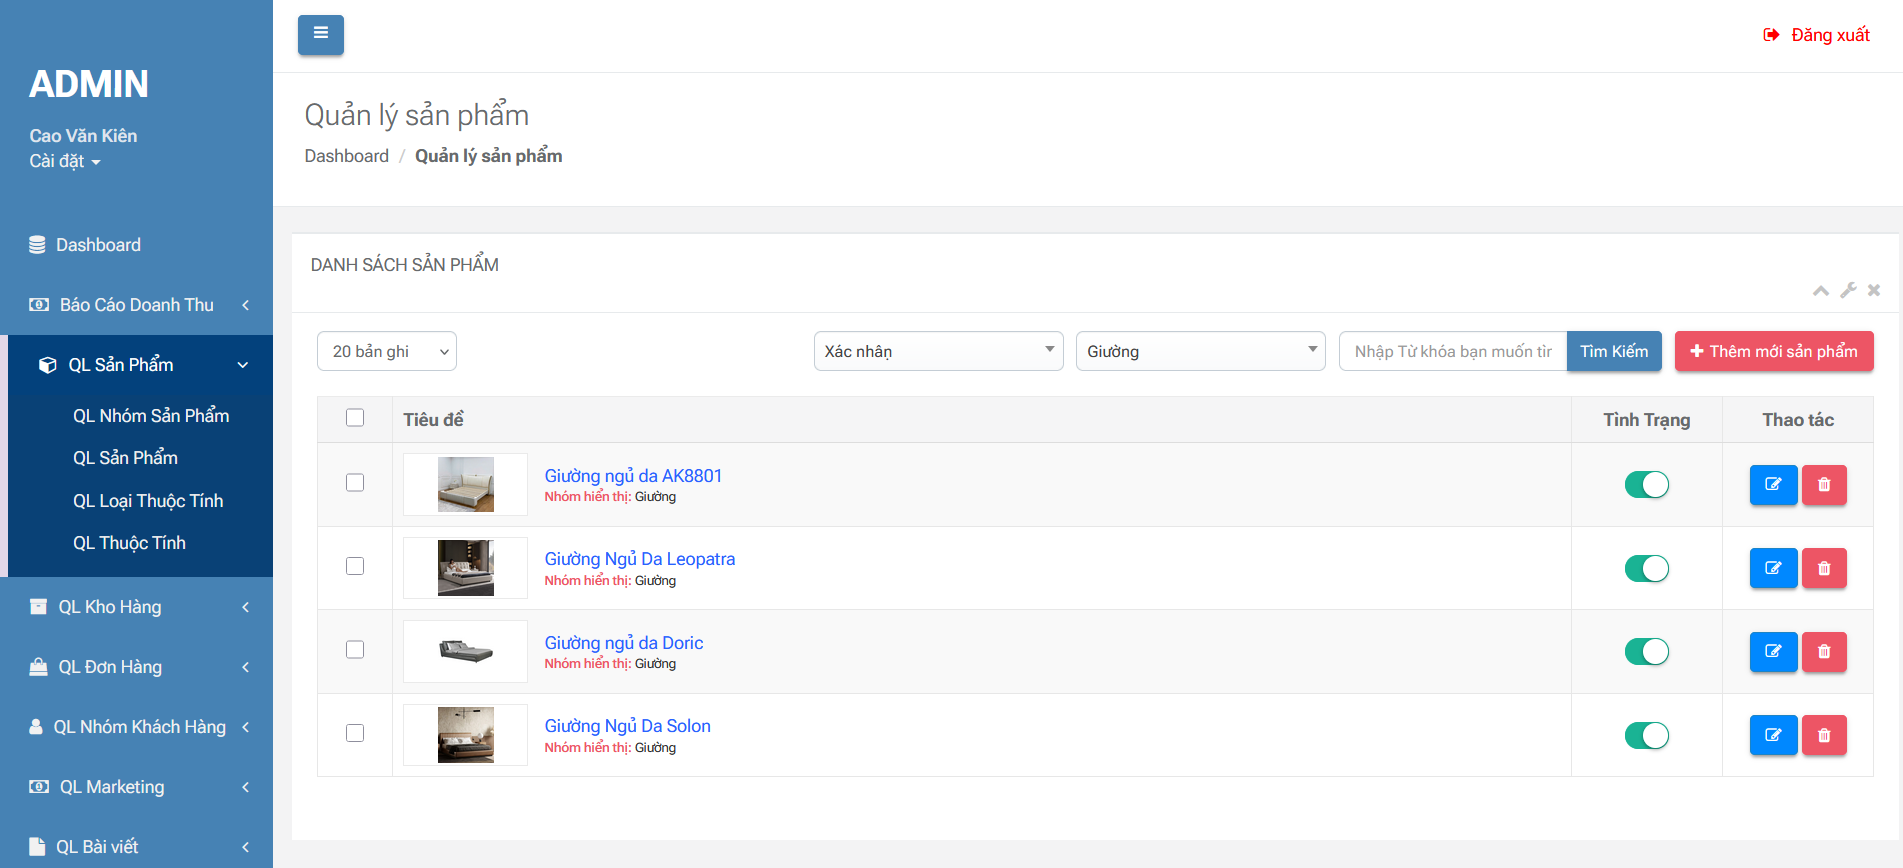 ADMIN
Cao Văn Kiên
Cài đặt
Dashboard
Báo Cáo Doanh Thu
QL Sản Phẩm
QL Nhóm Sản Phẩm
QL Sản Phẩm
QL Loại Thuộc Tính
QL Thuộc Tính
QL Kho Hàng
QL Đơn Hàng
QL Nhóm Khách Hàng
QL Marketing
QL Bài viết
Đăng xuất
Quản lý sản phẩm
Dashboard / Quản lý sản phẩm
DANH SÁCH SẢN PHẨM
20 bản ghi Xác nhận Giường Nhập Từ khóa bạn muốn tìr Tìm Kiếm Thêm mới sản phẩm
Tiêu đề Tình Trạng Thao tác
Giường ngủ da AK8801
Nhóm hiển thị: Giường
Giường Ngủ Da Leopatra
Nhóm hiển thị: Giường
Giường ngủ da Doric
Nhóm hiển thị: Giường
Giường Ngủ Da Solon
Nhóm hiển thị: Giường